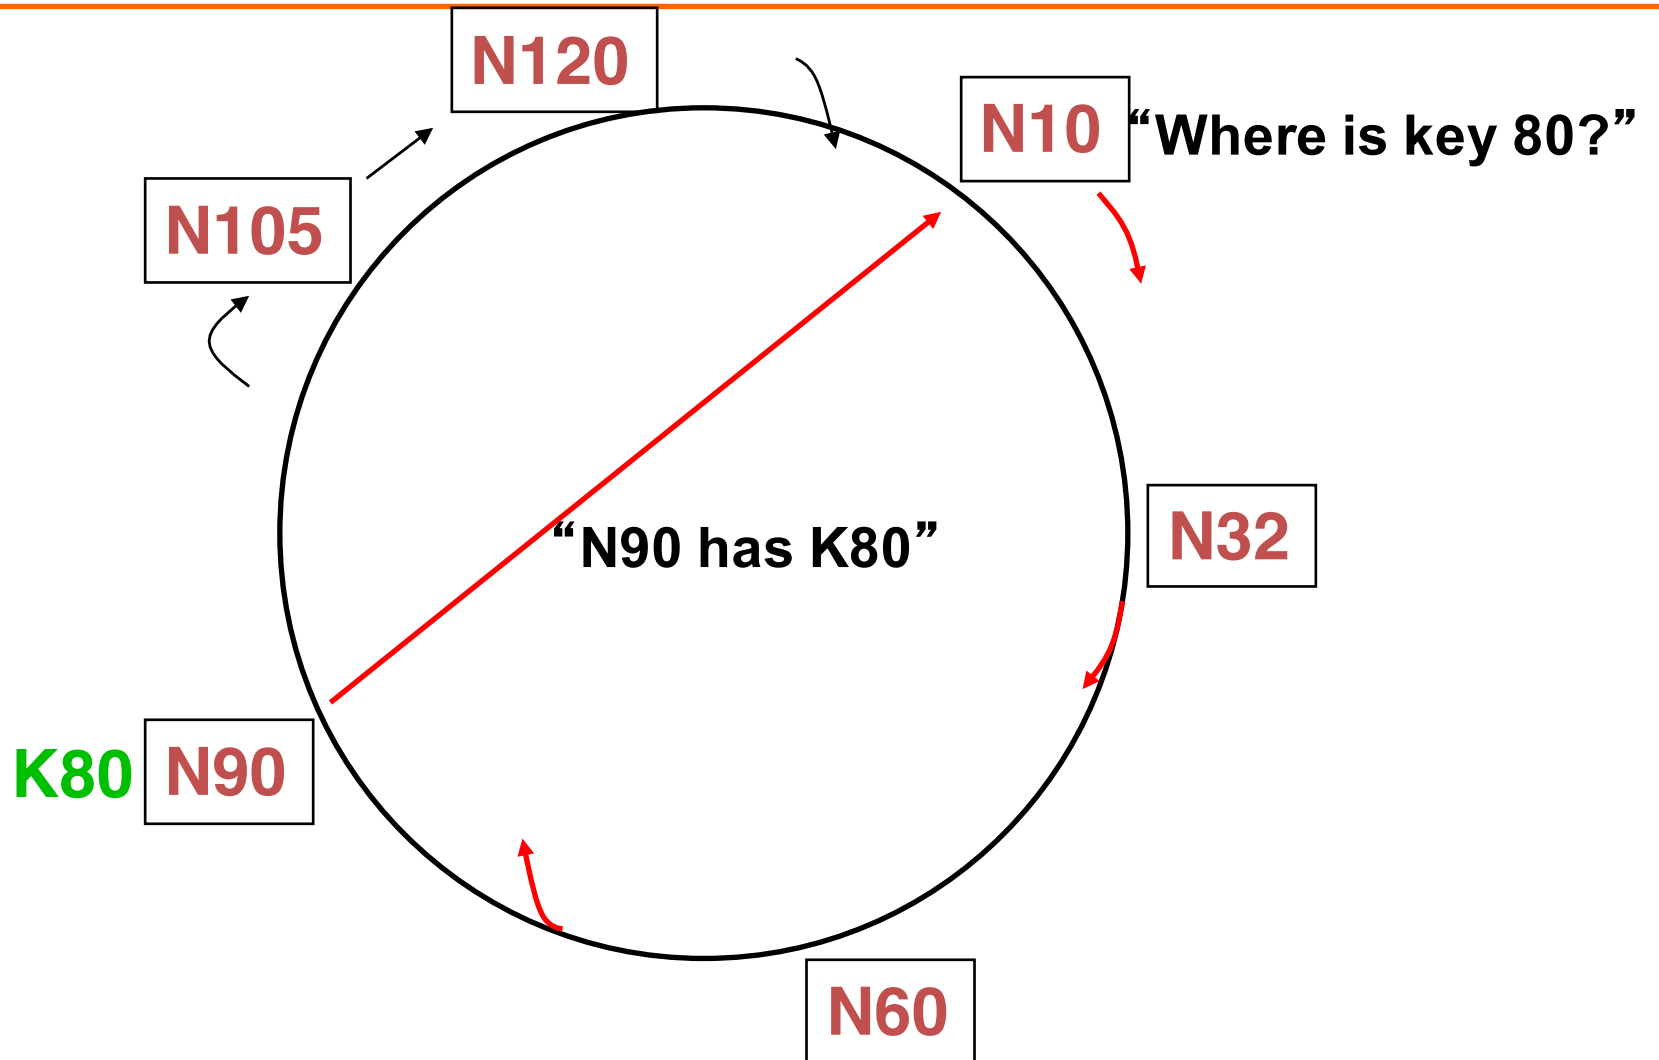 N120
N10 “Where is key 80?”
N105
N32
“N90 has K80”
K80 N90
N60